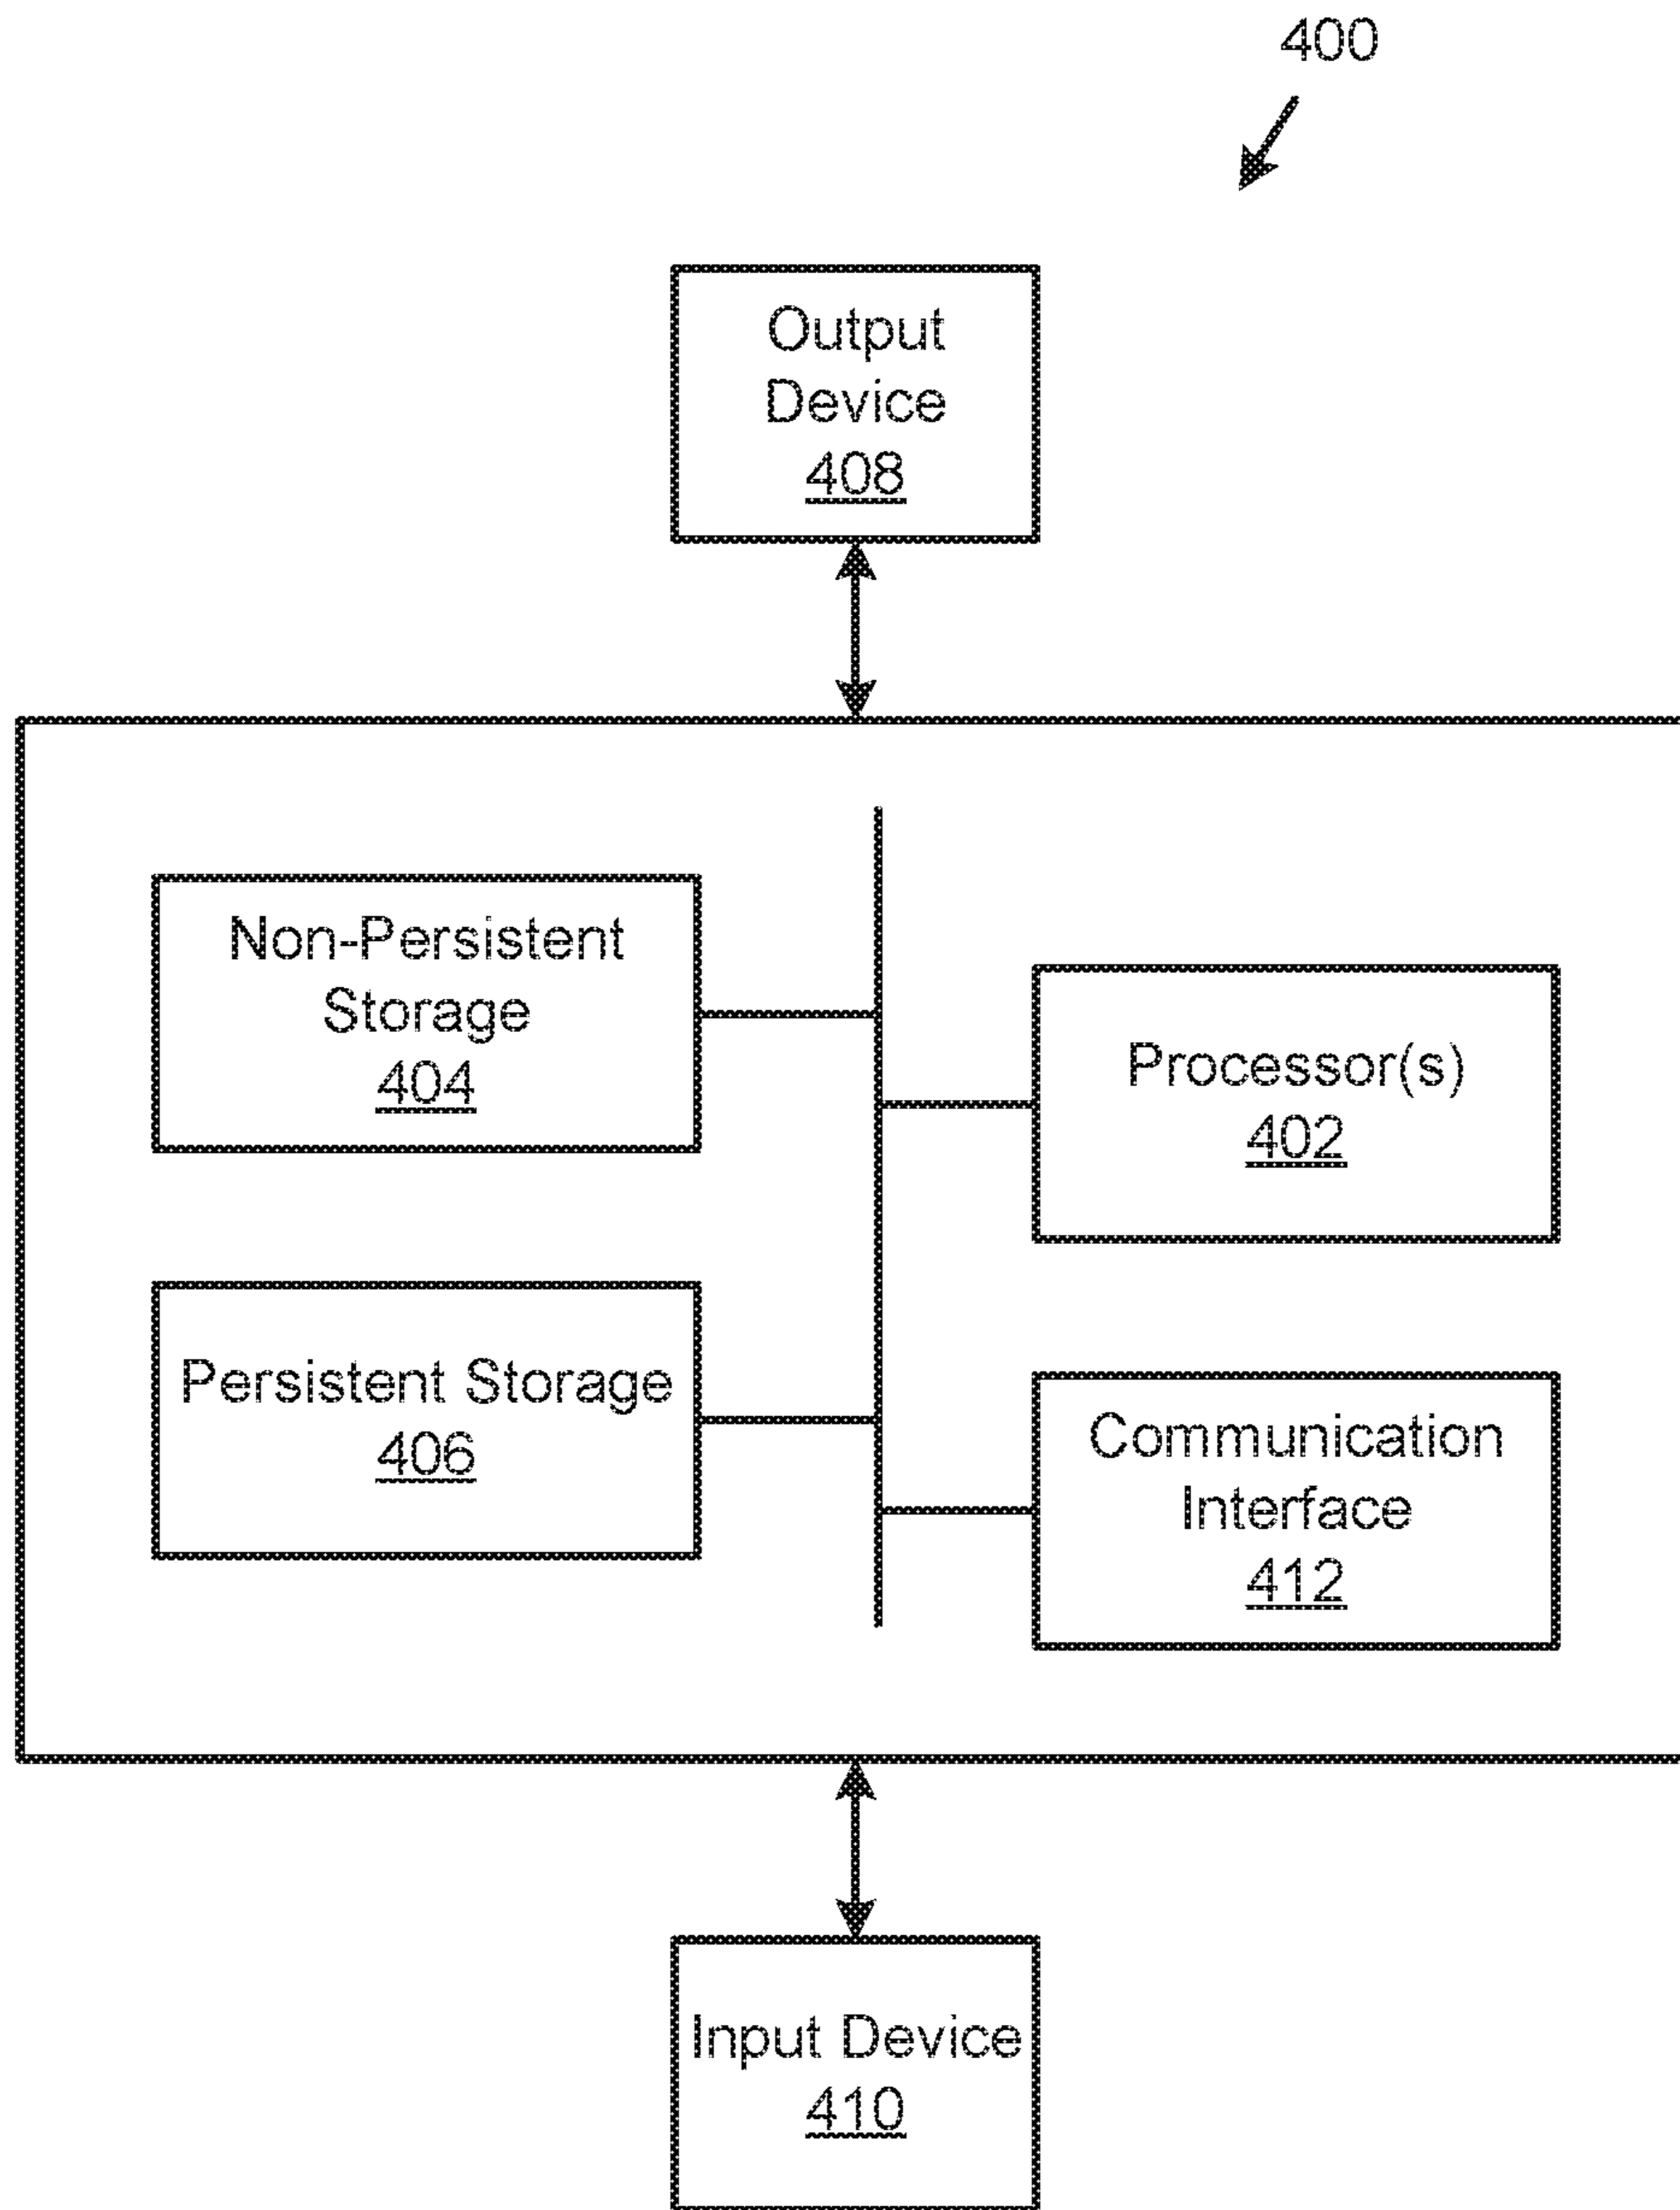 400
Output
Device
408
Non-Persistent
Storage
404
Processor(s)
402
Persistent Storage
406
Communication
Interface
412
Input Device
410